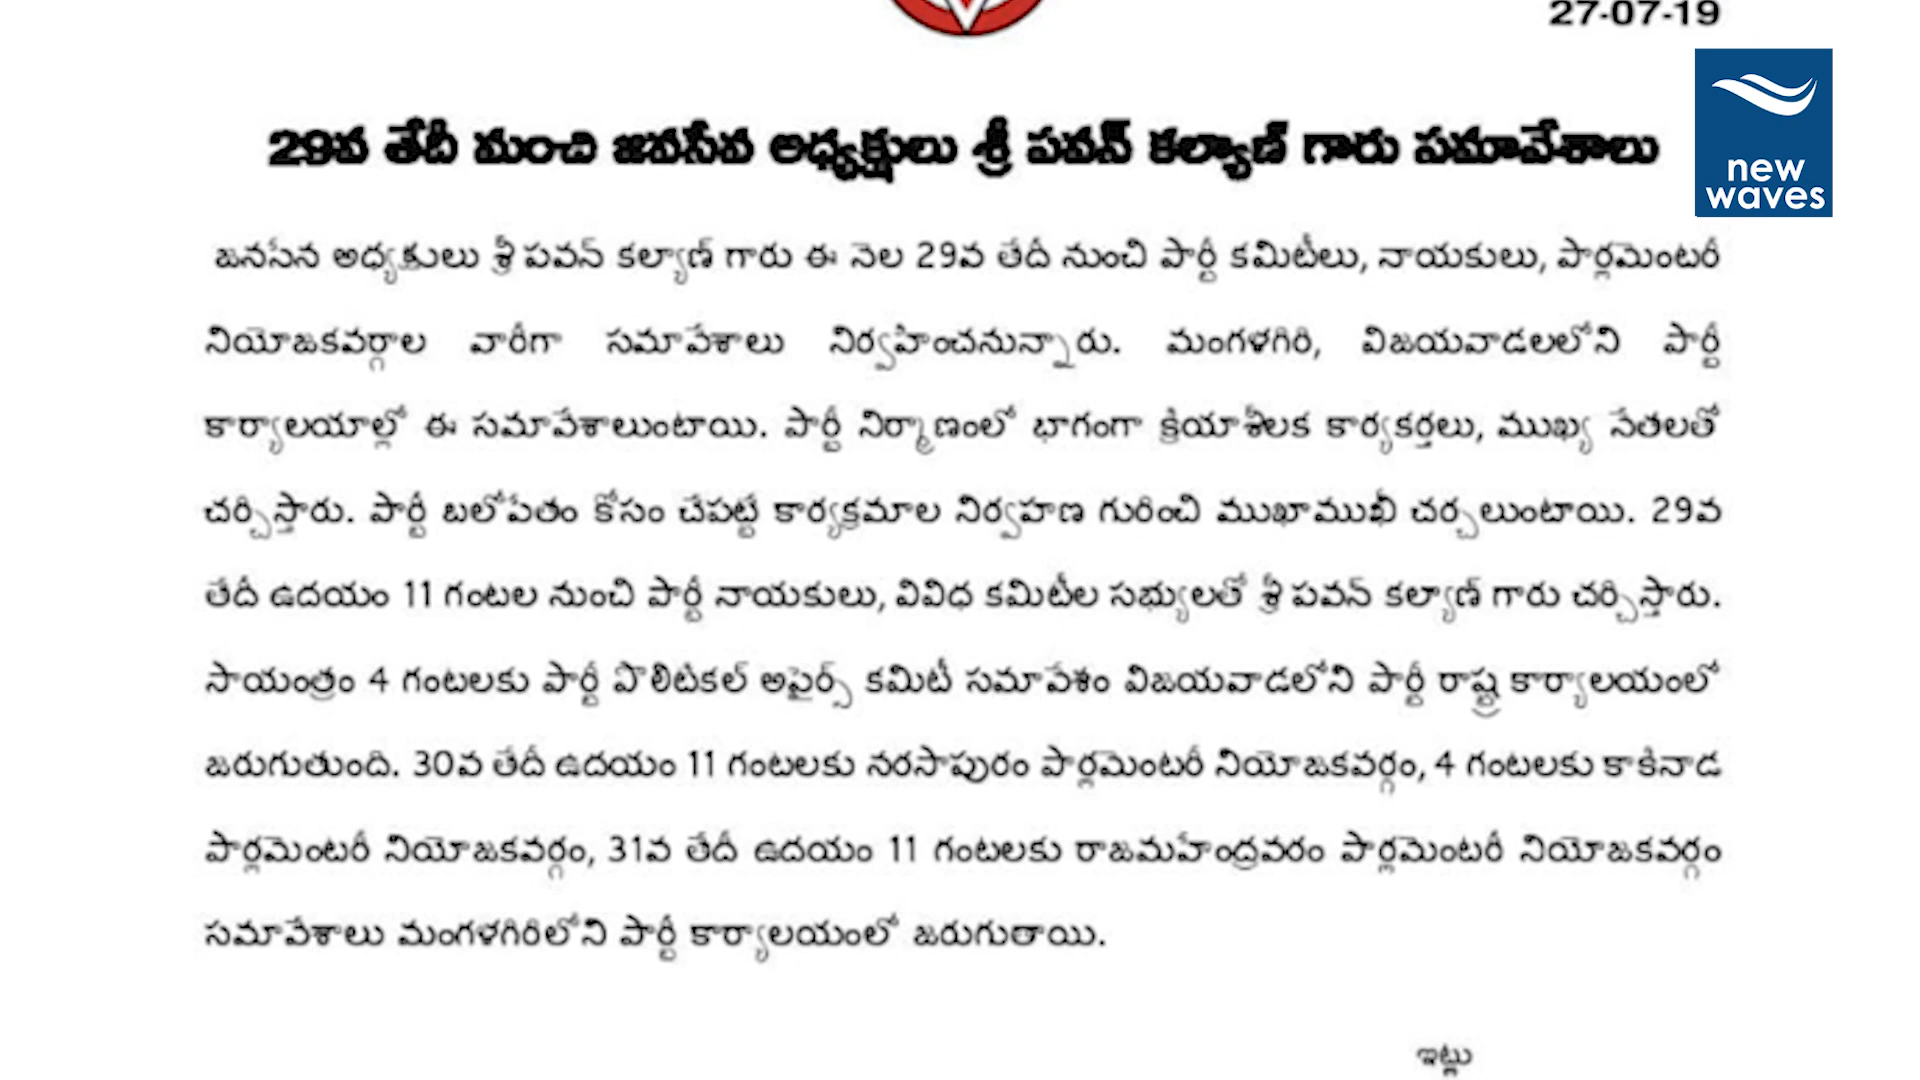 27-07-19
new
waves
29వ తేదీ నుంచి జనసేన అధ్యక్షులు శ్రీ పవన్ కల్యాణ్ గారు సమావేశాలు
జనసేన అధ్యక్షులు శ్రీ పవన్ కల్యాణ్ గారు ఈ నెల 29వ తేదీ నుంచి పార్టీ కమిటీలు, నాయకులు, పార్లమెంటరీ
నియోజకవర్గాల వారీగా సమావేశాలు నిర్వహించనున్నారు. మంగళగిరి, విజయవాడలలోని పార్టీ
కార్యాలయాల్లో ఈ సమావేశాలుంటాయి. పార్టీ నిర్మాణంలో భాగంగా క్రియాశీలక కార్యకర్తలు, ముఖ్య నేతలతో
చర్చిస్తారు. పార్టీ బలోపేతం కోసం చేపట్టే కార్యక్రమాల నిర్వహణ గురించి ముఖాముఖి చర్చలుంటాయి. 29వ
తేదీ ఉదయం 11 గంటల నుంచి పార్టీ నాయకులు, వివిధ కమిటీల సభ్యులతో శ్రీ పవన్ కల్యాణ్ గారు చర్చిస్తారు.
సాయంత్రం 4 గంటలకు పార్టీ పొలిటికల్ అఫైర్స్ కమిటీ సమావేశం విజయవాడలోని పార్టీ రాష్ట్ర కార్యాలయంలో
జరుగుతుంది. 30వ తేదీ ఉదయం 11 గంటలకు నరసాపురం పార్లమెంటరీ నియోజకవర్గం, 4 గంటలకు కాకినాడ
పార్లమెంటరీ నియోజకవర్గం, 31వ తేదీ ఉదయం 11 గంటలకు రాజమహేంద్రవరం పార్లమెంటరీ నియోజకవర్గం
సమావేశాలు మంగళగిరిలోని పార్టీ కార్యాలయంలో జరుగుతాయి.
ఇట్లు